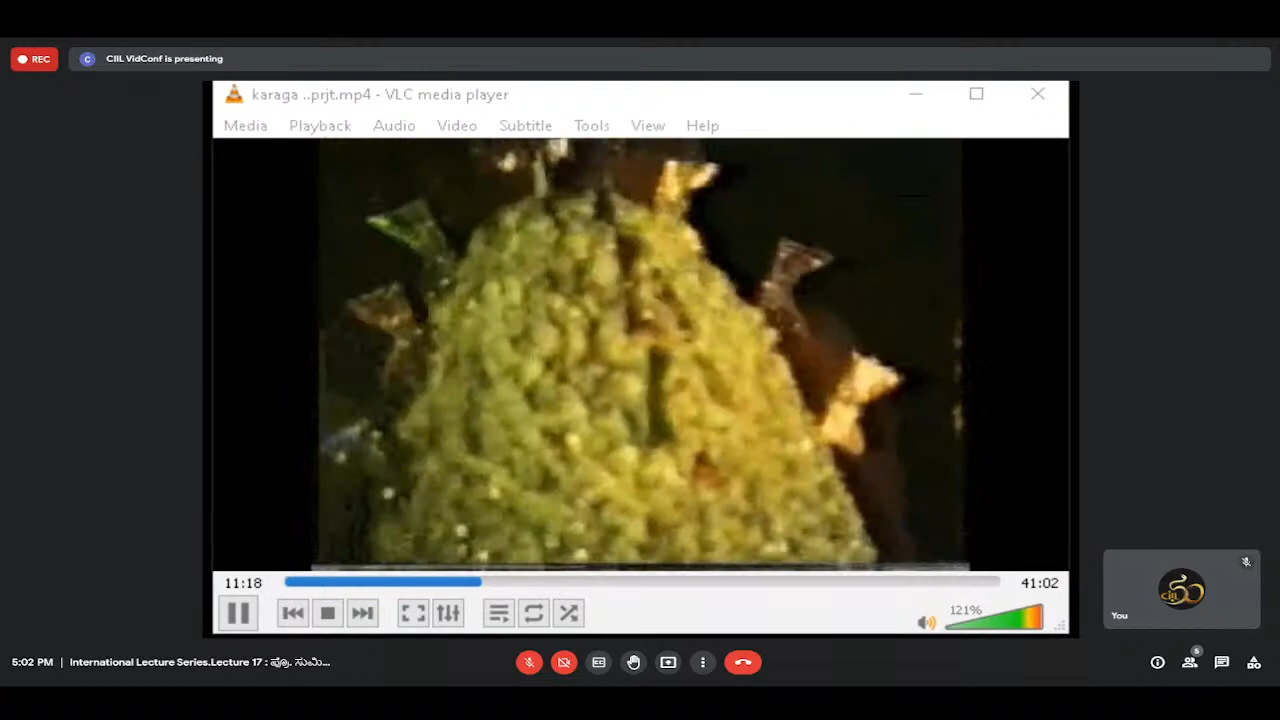 REC
C CIIL VidConf is presenting
karaga ..prjt.mp4 - VLC media player
Media Playback Audio Video Subtitle Tools View Help
11:18
41:02
121%
You
5:02 PM | International Lecture Series.Lecture 17 : ಪ್ರೊ. ಸುಮಿ...
5